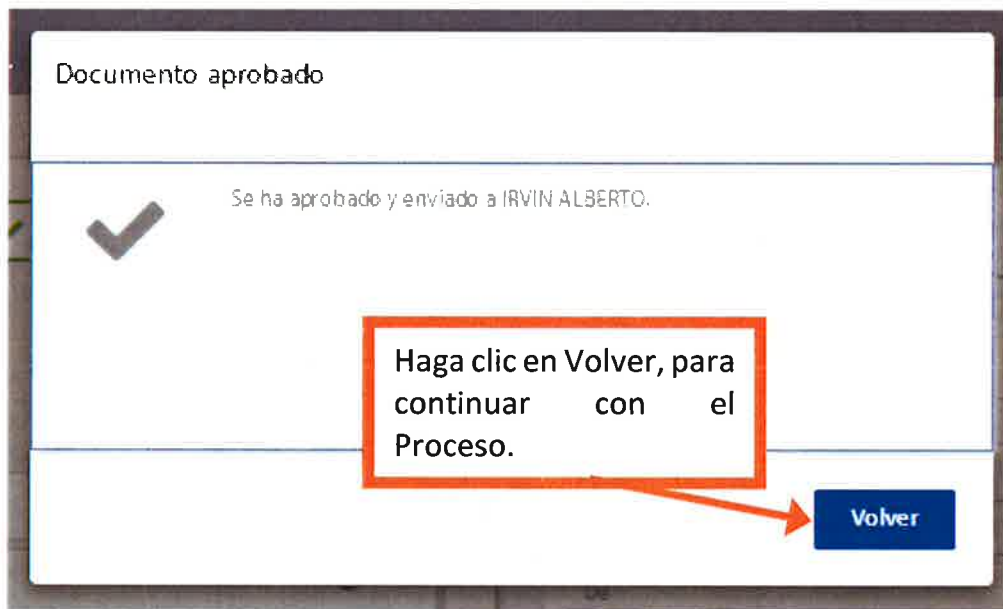 Documento aprobado
Se ha aprobado y enviado a IRVIN ALBERTO.
Haga clic en Volver, para
continuar con el
Proceso.
Volver